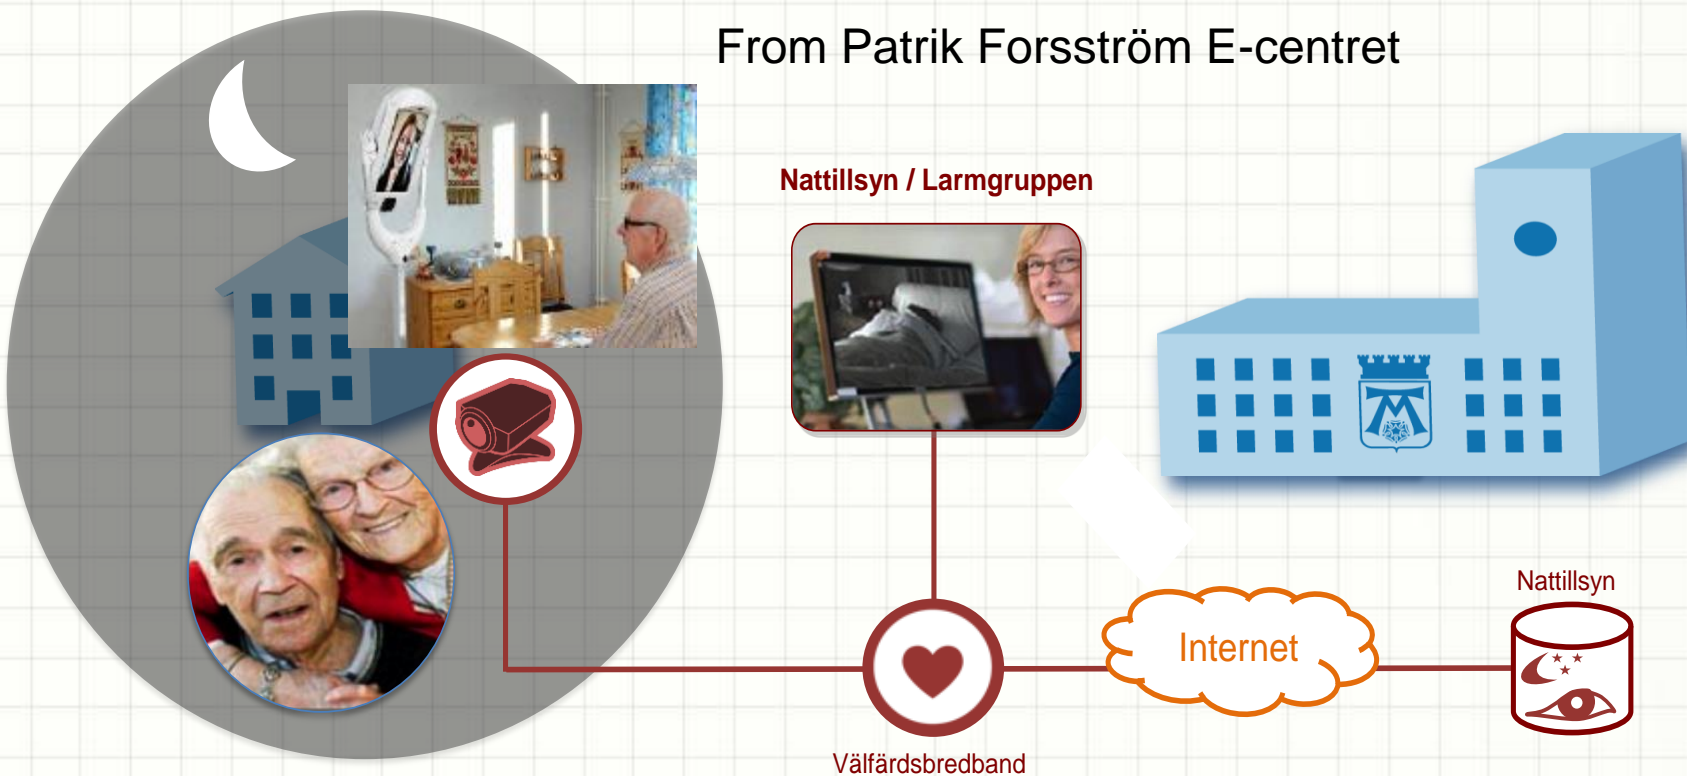 From Patrik Forsström E-centret
Nattillsyn / Larmgruppen
Nattillsyn
Internet
Välfärdsbredband